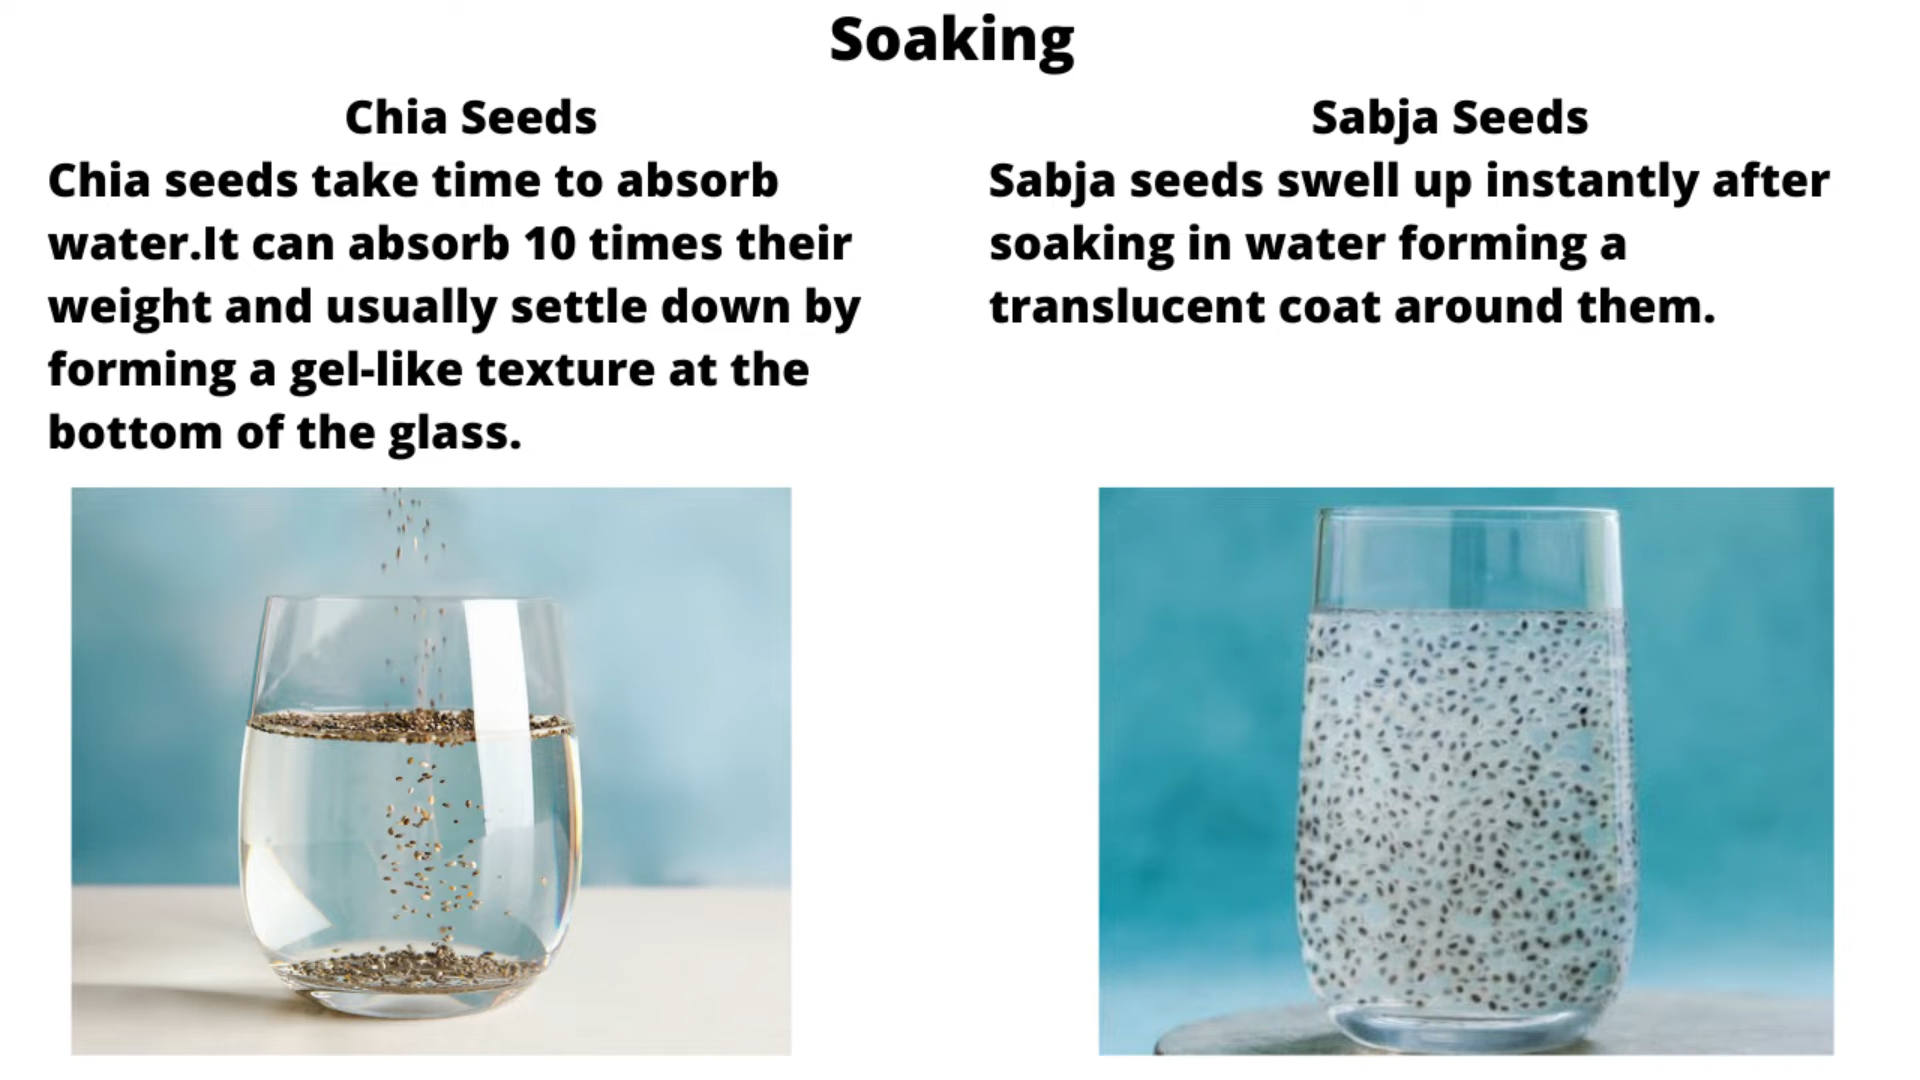 Soaking
Chia Seeds
Chia seeds take time to absorb
water.It can absorb 10 times their
weight and usually settle down by
forming a gel-like texture at the
bottom of the glass.
Sabja Seeds
Sabja seeds swell up instantly after
soaking in water forming a
translucent coat around them.